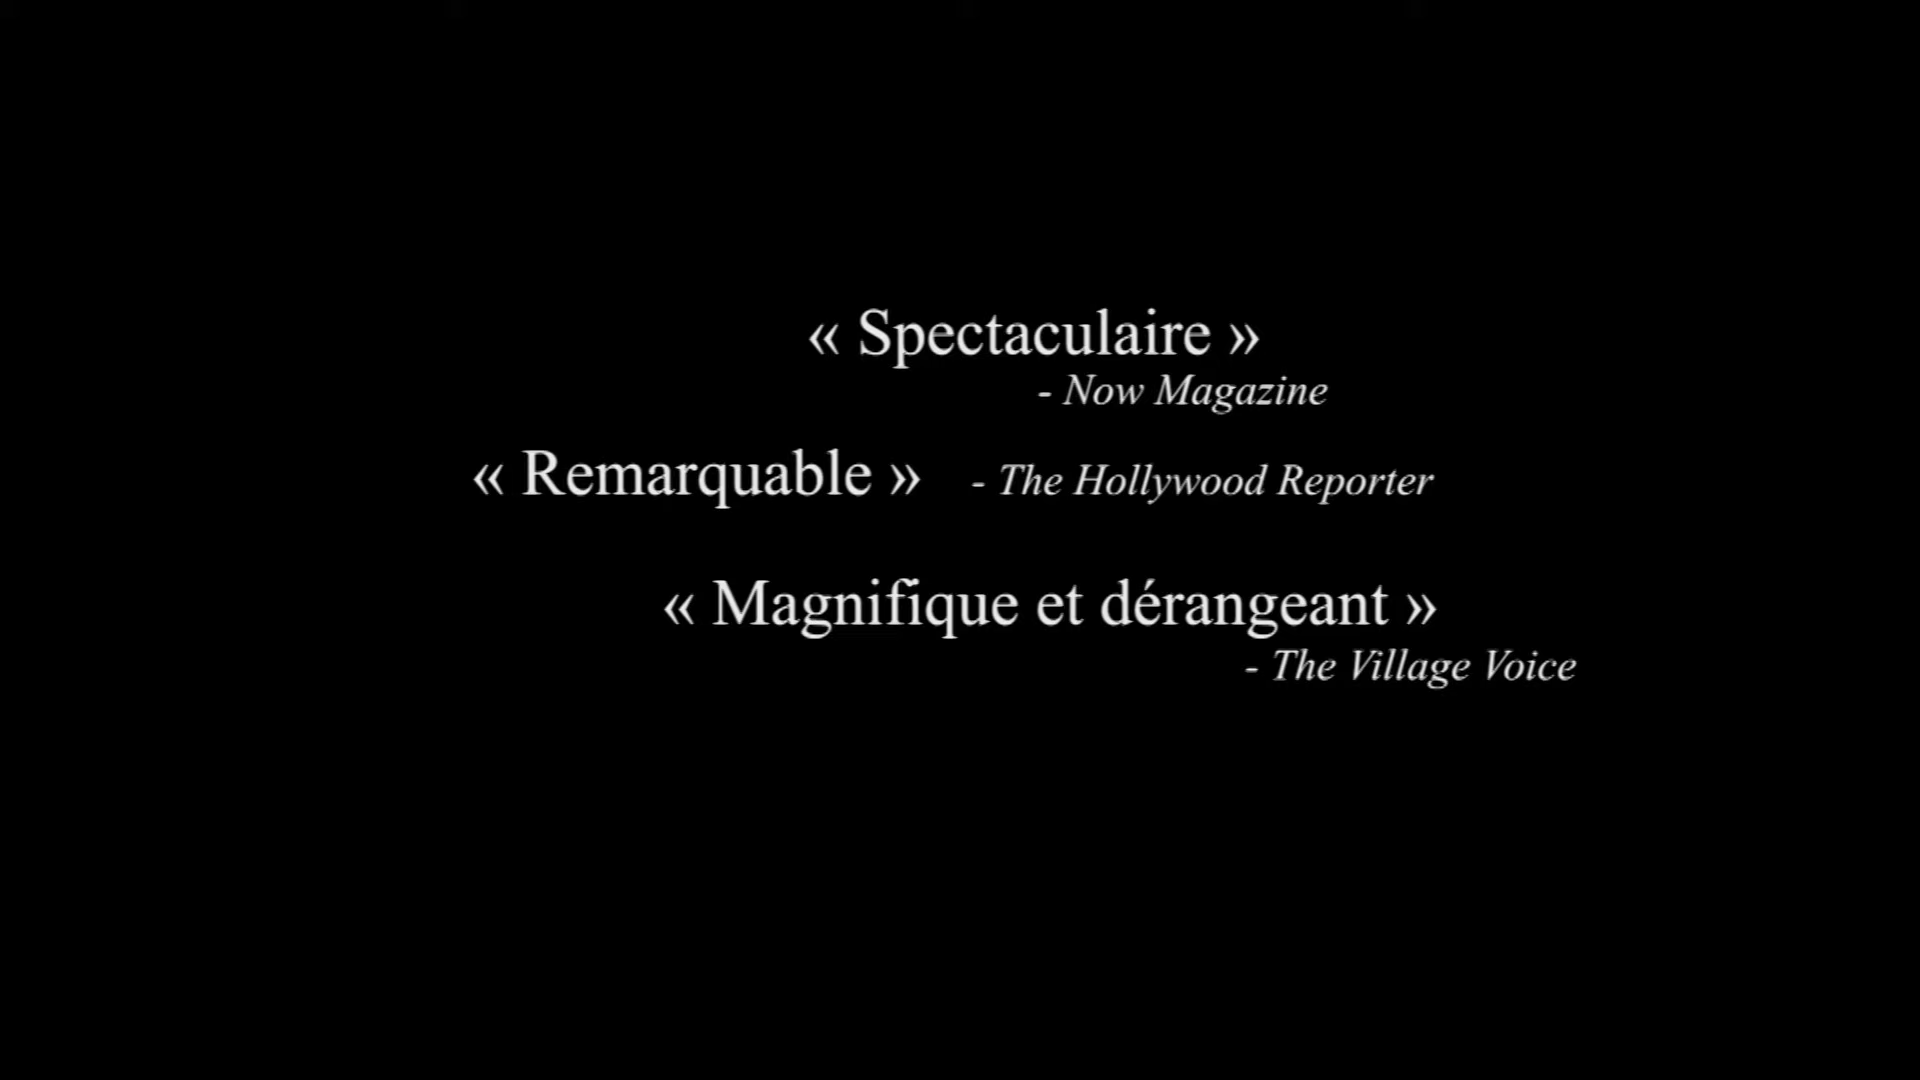 « Spectaculaire »
- Now Magazine
« Remarquable » - The Hollywood Reporter
« Magnifique et dérangeant »
- The Village Voice